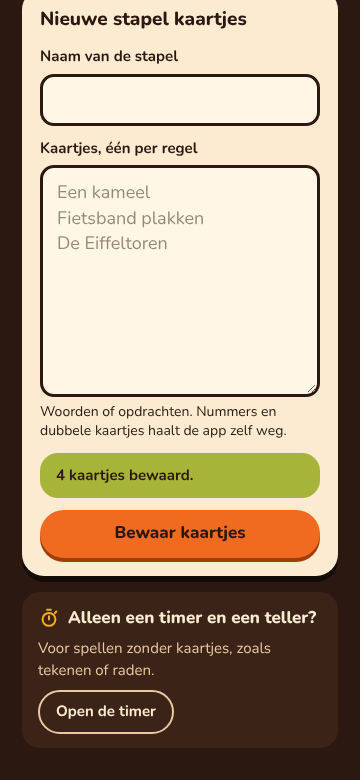 Nieuwe stapel kaartjes
Naam van de stapel
Kaartjes, één per regel
Een kameel
Fietsband plakken
De Eiffeltoren
Woorden of opdrachten. Nummers en
dubbele kaartjes haalt de app zelf weg.
4 kaartjes bewaard.
Bewaar kaartjes
Alleen een timer en een teller?
Voor spellen zonder kaartjes, zoals
tekenen of raden.
Open de timer